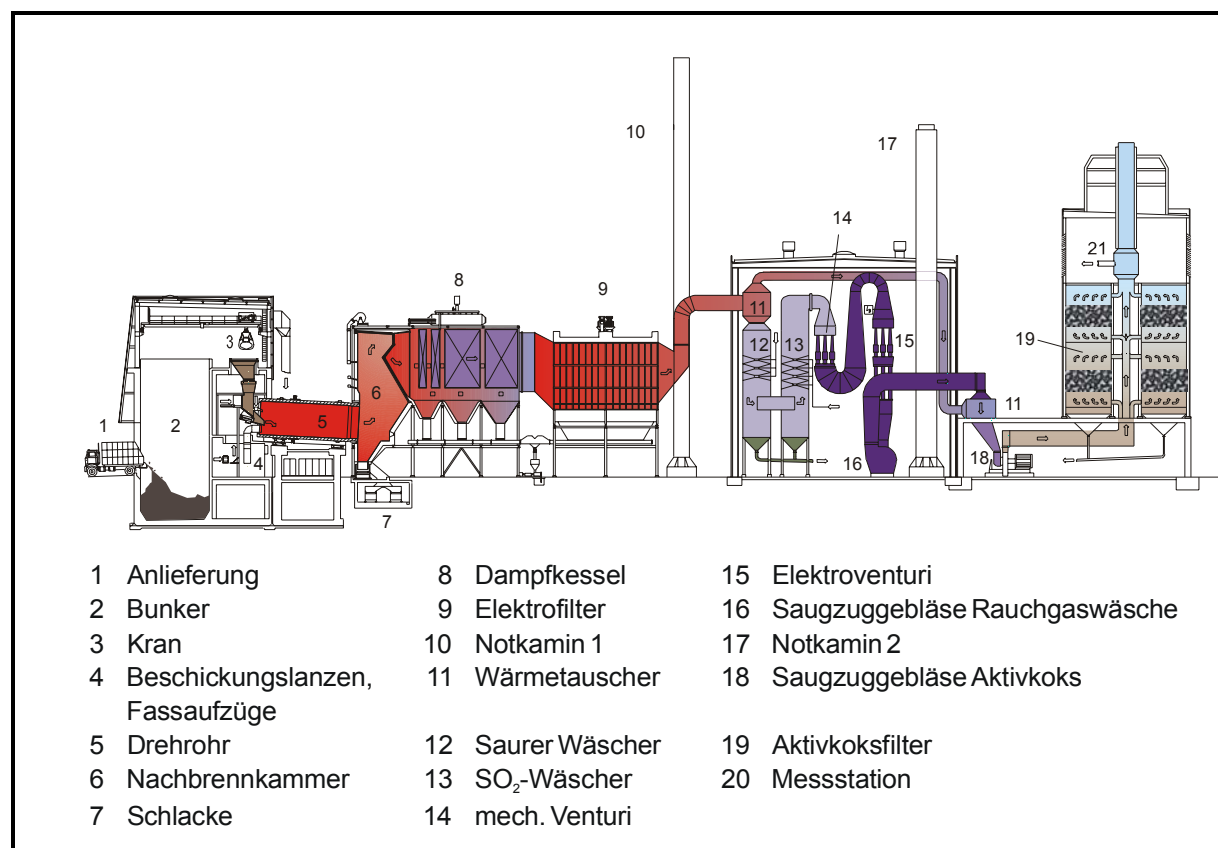 10
17
14
21
8
9
11
3
12
13
15
19
6
1
2
5
11
4
16
18
7
1 Anlieferung
2 Bunker
3 Kran
4 Beschickungslanzen,
Fassaufzüge
5 Drehrohr
6 Nachbrennkammer
7 Schlacke
8 Dampfkessel
9 Elektrofilter
10 Notkamin 1
11 Wärmetauscher
12 Saurer Wäscher
13 SO₂-Wäscher
14 mech. Venturi
15 Elektroventuri
16 Saugzuggebläse Rauchgaswäsche
17 Notkamin 2
18 Saugzuggebläse Aktivkoks
19 Aktivkoksfilter
20 Messstation